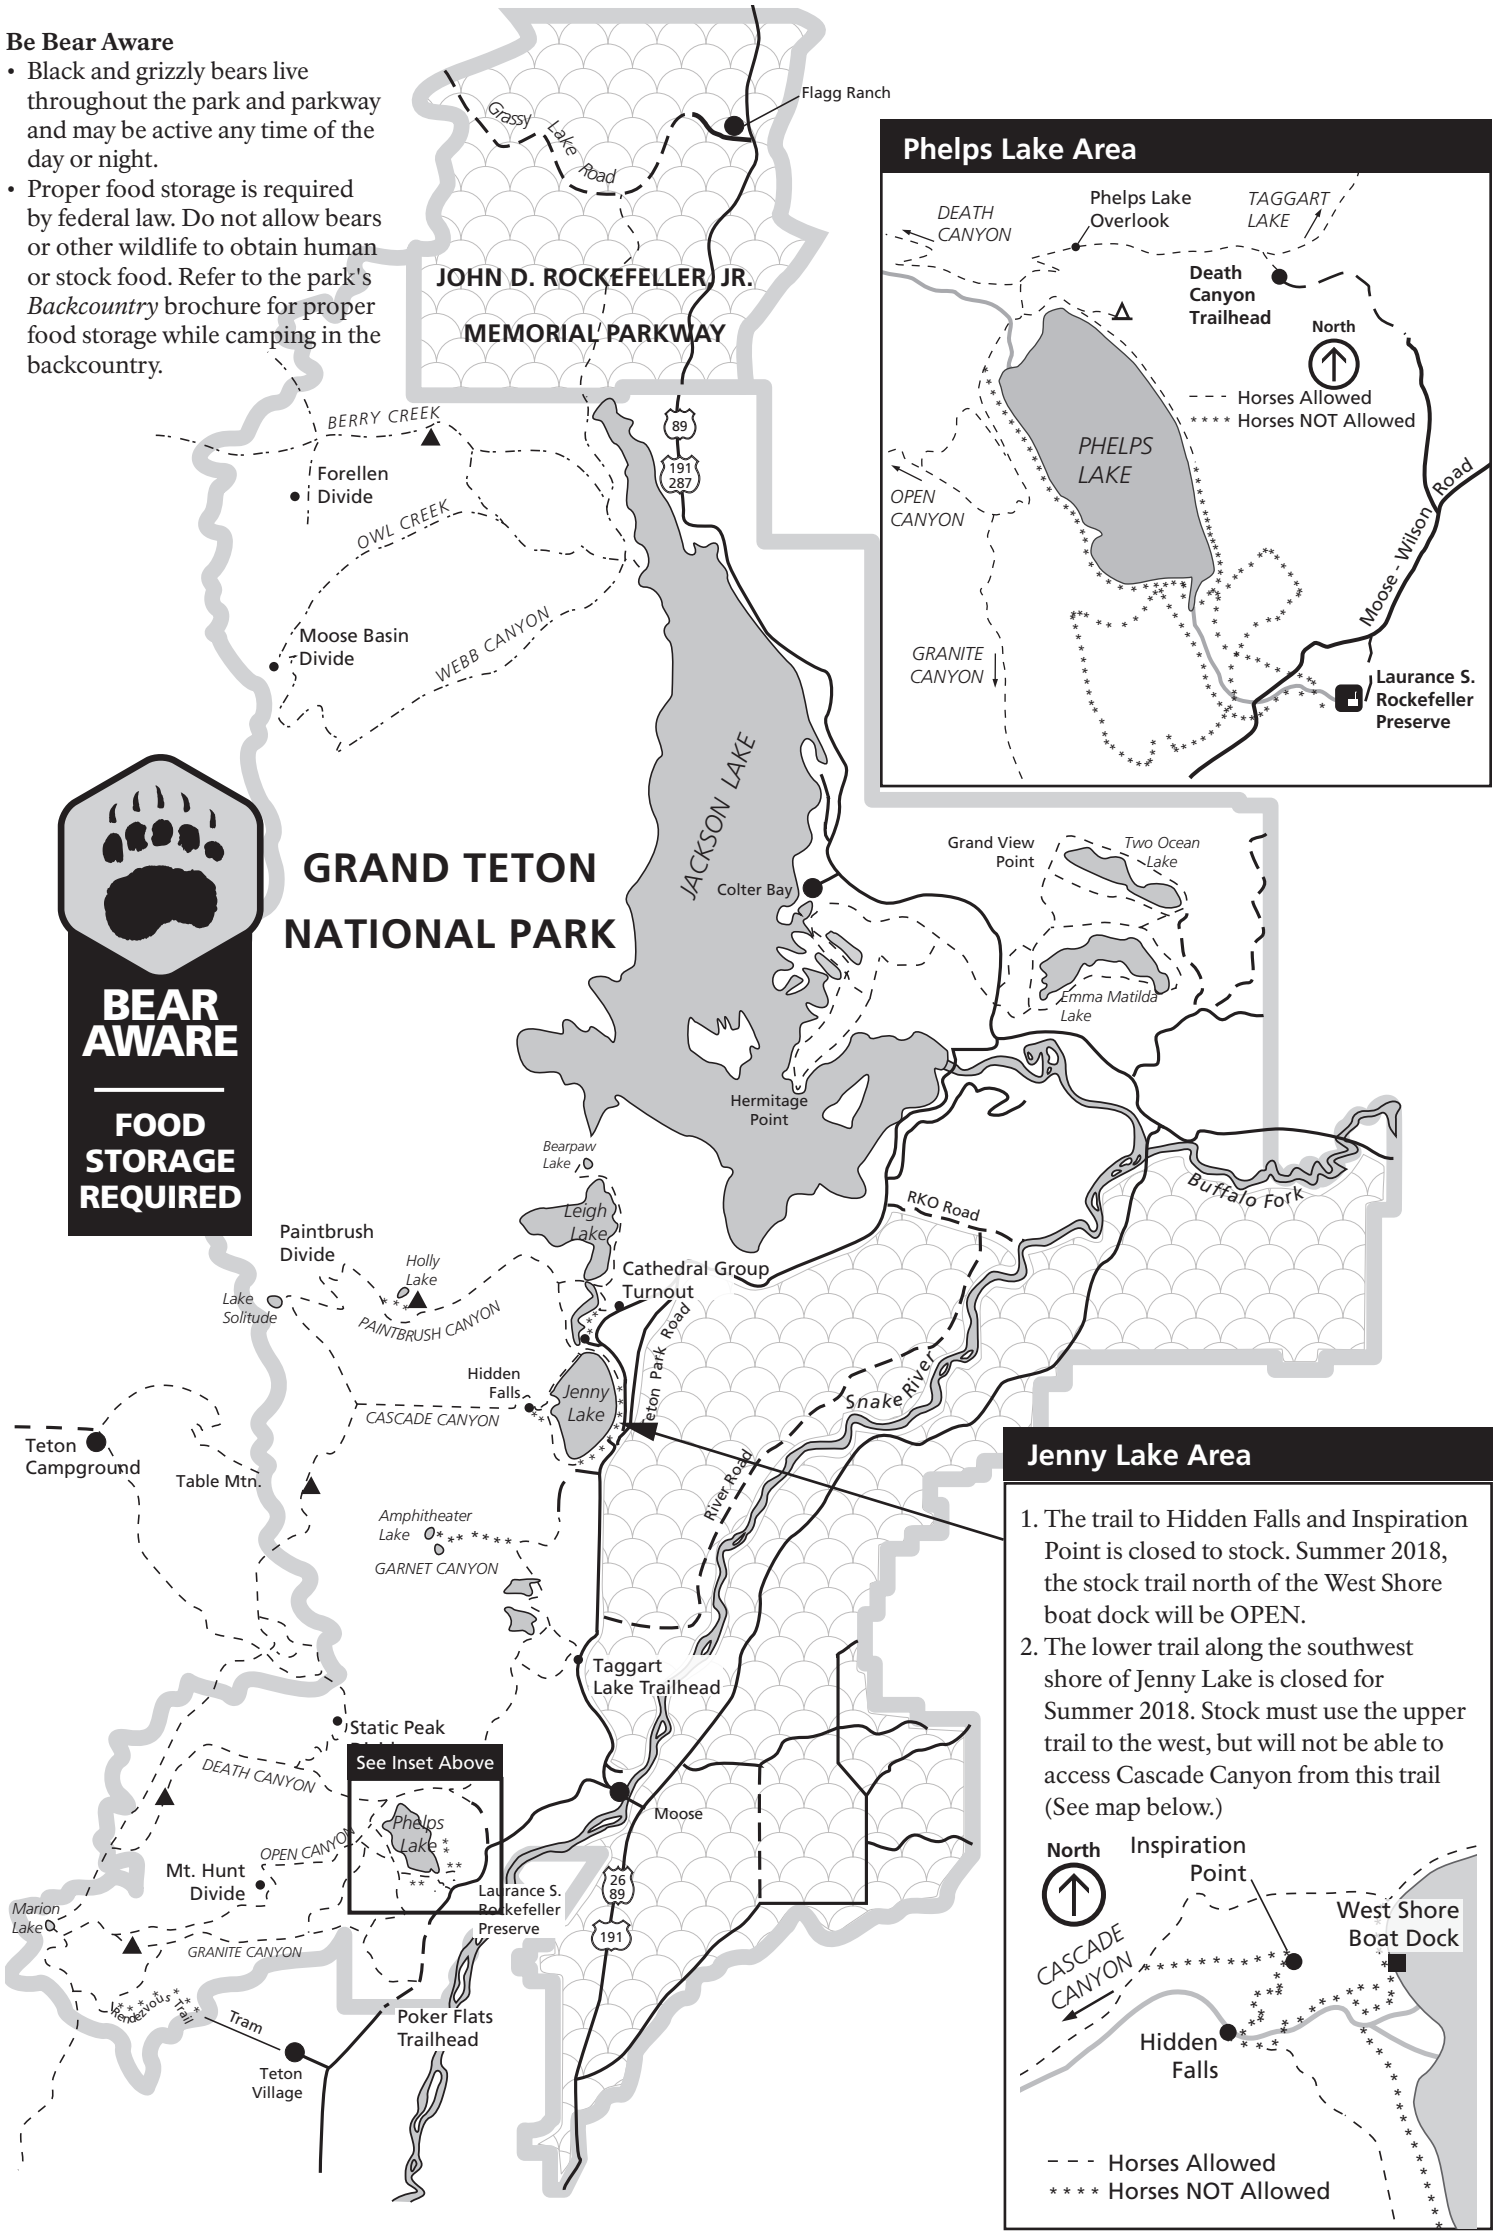 Be Bear Aware
• Black and grizzly bears live
throughout the park and parkway
and may be active any time of the
day or night.
• Proper food storage is required
by federal law. Do not allow bears
or other wildlife to obtain human
or stock food. Refer to the park's
Backcountry brochure for proper
food storage while camping in the
backcountry.
Flagg Ranch
Grassy Lake Road
JOHN D. ROCKEFELLER, JR.
MEMORIAL PARKWAY
Phelps Lake Area
DEATH
CANYON
Phelps Lake
Overlook
TAGGART
LAKE
Death
Canyon
Trailhead
North
- - - Horses Allowed
**** Horses NOT Allowed
PHELPS
LAKE
OPEN
CANYON
Moose - Wilson Road
GRANITE
CANYON
Laurance S.
Rockefeller
Preserve
BERRY CREEK
89
191
287
Forellen
Divide
OWL CREEK
Moose Basin
Divide
WEBB CANYON
JACKSON LAKE
GRAND TETON
NATIONAL PARK
BEAR
AWARE
FOOD
STORAGE
REQUIRED
Grand View
Point
Two Ocean
Lake
Colter Bay
Emma Matilda
Lake
Hermitage
Point
Bearpaw
Lake
Leigh
Lake
RKO Road
Buffalo Fork
Paintbrush
Divide
Holly
Lake
Cathedral Group
Turnout
Lake
Solitude
PAINTBRUSH CANYON
Teton Park Road
Hidden
Falls
Jenny
Lake
Snake River
CASCADE CANYON
Teton
Campground
Table Mtn.
River Road
Amphitheater
Lake
GARNET CANYON
Taggart
Lake Trailhead
Static Peak
See Inset Above
DEATH CANYON
Phelps
Lake
Moose
OPEN CANYON
Mt. Hunt
Divide
26
89
Laurance S.
Rockefeller
Preserve
Marion
Lake
191
GRANITE CANYON
Rendezvous Trail
Tram
Poker Flats
Trailhead
Teton
Village
Jenny Lake Area
1. The trail to Hidden Falls and Inspiration
Point is closed to stock. Summer 2018,
the stock trail north of the West Shore
boat dock will be OPEN.
2. The lower trail along the southwest
shore of Jenny Lake is closed for
Summer 2018. Stock must use the upper
trail to the west, but will not be able to
access Cascade Canyon from this trail
(See map below.)
North
Inspiration
Point
West Shore
Boat Dock
CASCADE
CANYON
Hidden
Falls
- - - Horses Allowed
**** Horses NOT Allowed